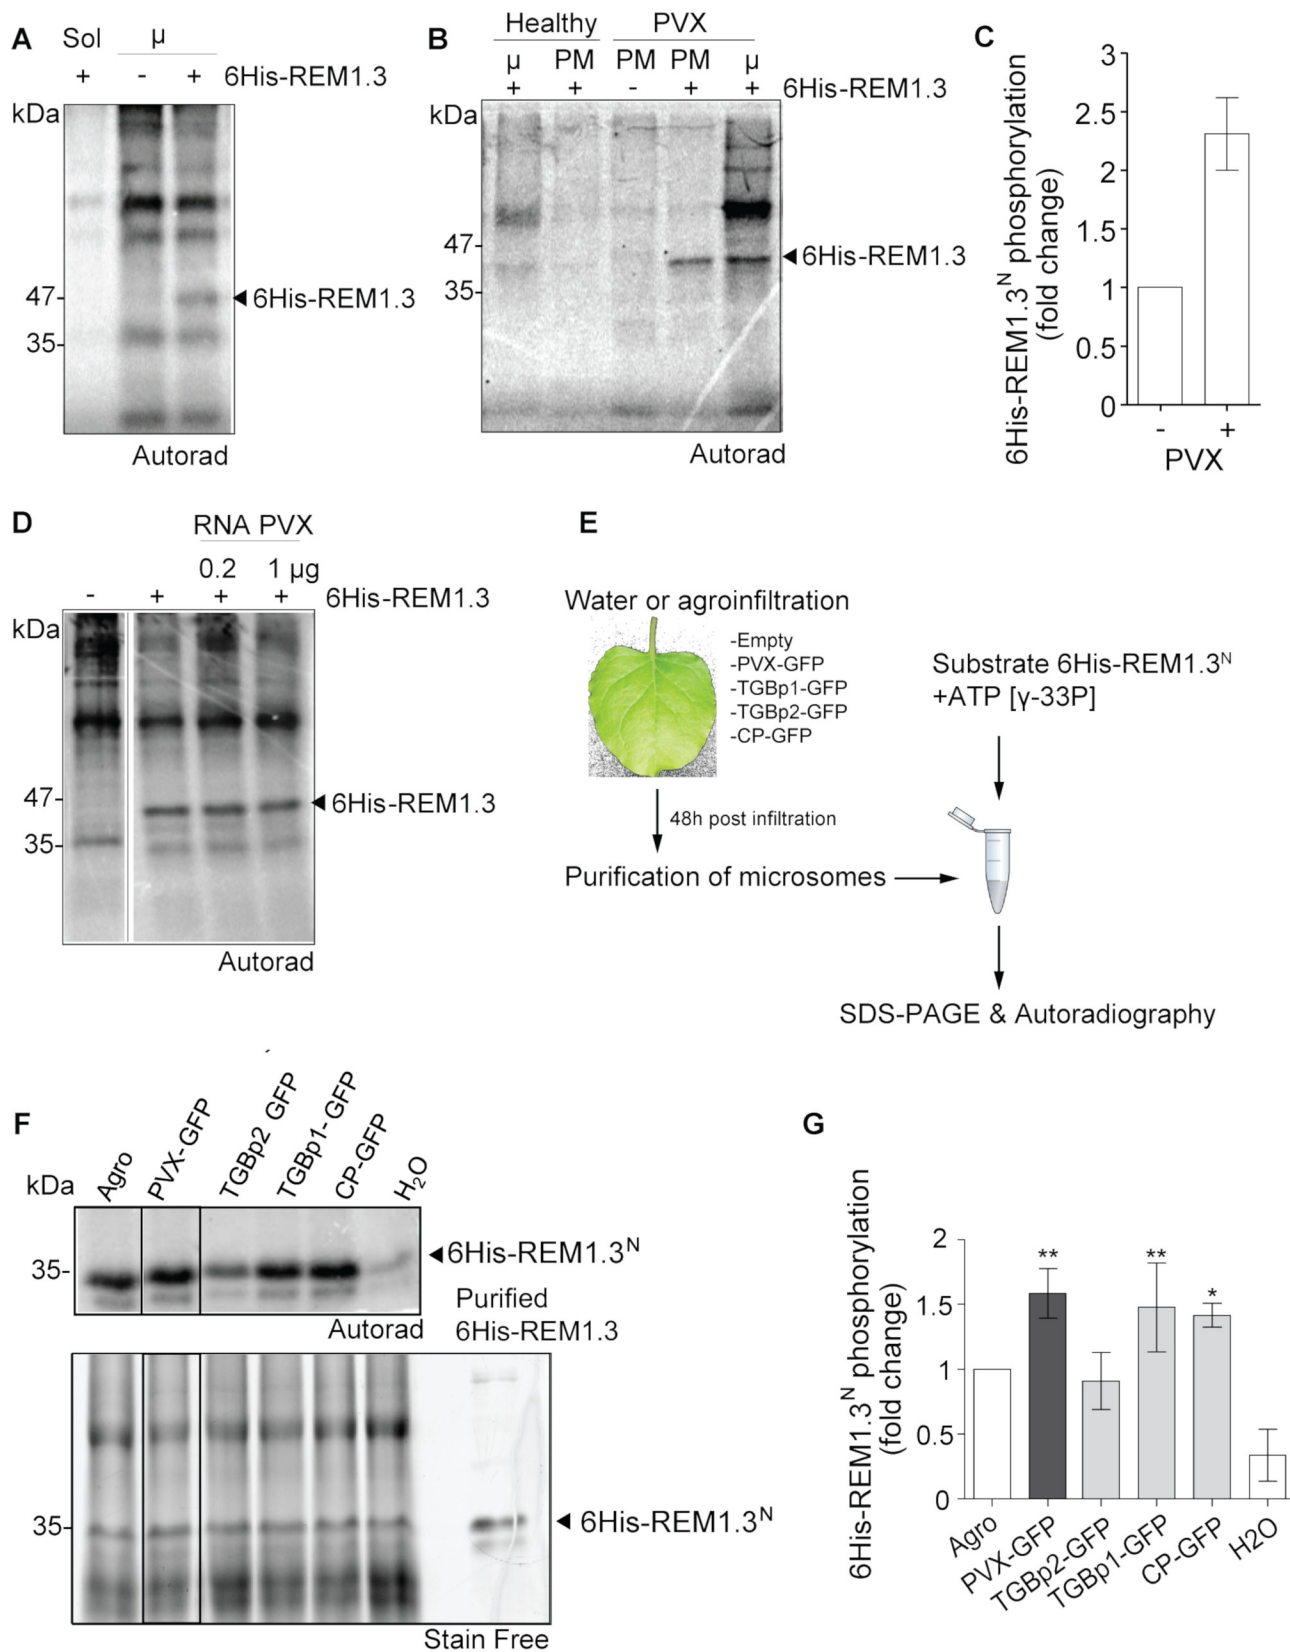 A
Sol
µ
+
-
+
6His-REM1.3
kDa
47-
35-
6His-REM1.3
Autorad
B
Healthy
PVX
µ
PM
PM
PM
µ
+
+
-
+
+
6His-REM1.3
kDa
47-
35-
6His-REM1.3
Autorad
C
6His-REM1.3ᴺ phosphorylation
(fold change)
3
2.5
2
1.5
1
0.5
0
-
+
PVX
D
RNA PVX
0.2
1 µg
-
+
+
+
6His-REM1.3
kDa
47-
35-
6His-REM1.3
Autorad
E
Water or agroinfiltration
-Empty
-PVX-GFP
-TGBp1-GFP
-TGBp2-GFP
-CP-GFP
48h post infiltration
Purification of microsomes
Substrate 6His-REM1.3ᴺ
+ATP [γ-33P]
SDS-PAGE & Autoradiography
F
kDa
Agro
PVX-GFP
TGBp2 GFP
TGBp1-GFP
CP-GFP
H₂O
35-
6His-REM1.3ᴺ
Autorad
Purified
6His-REM1.3
35-
6His-REM1.3ᴺ
Stain Free
G
6His-REM1.3ᴺ phosphorylation
(fold change)
2
1.5
1
0.5
0
**
**
*
Agro
PVX-GFP
TGBp2-GFP
TGBp1-GFP
CP-GFP
H2O